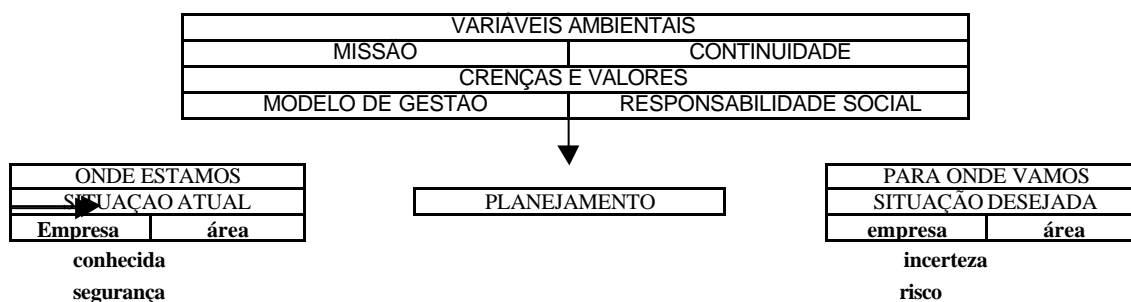 VARIÁVEIS AMBIENTAIS
MISSÃO CONTINUIDADE
CRENÇAS E VALORES
MODELO DE GESTÃO RESPONSABILIDADE SOCIAL
ONDE ESTAMOS
SITUAÇAO ATUAL
Empresa área
conhecida
segurança
PLANEJAMENTO
PARA ONDE VAMOS
SITUAÇÃO DESEJADA
empresa área
incerteza
risco